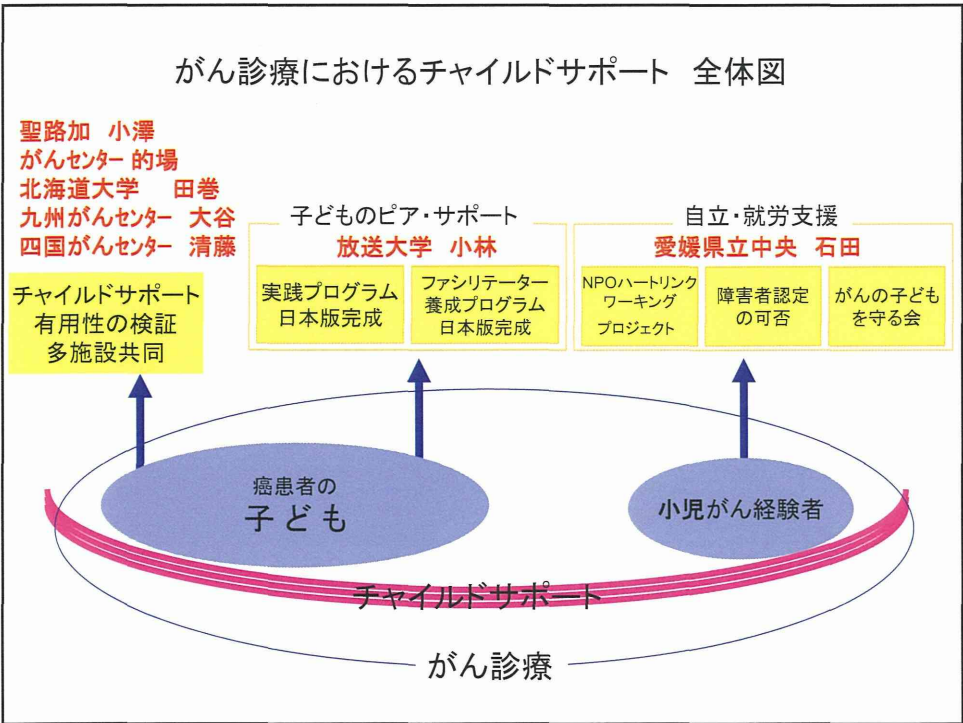 がん診療におけるチャイルドサポート 全体図
聖路加 小澤
がんセンター 的場
北海道大学 田巻
九州がんセンター 大谷
四国がんセンター 清藤
チャイルドサポート
有用性の検証
多施設共同
子どものピア・サポート
放送大学 小林
実践プログラム
日本版完成
ファシリテーター
養成プログラム
日本版完成
自立・就労支援
愛媛県立中央 石田
NPOハートリンク
ワーキング
プロジェクト
障害者認定
の可否
がんの子ども
を守る会
癌患者の
子ども
小児がん経験者
チャイルドサポート
がん診療